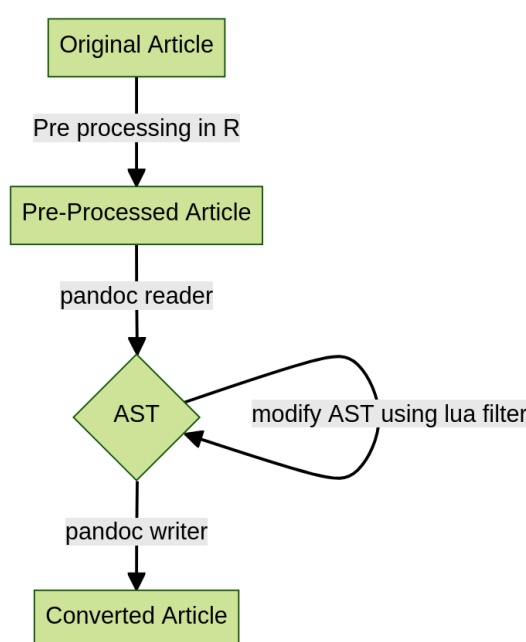 Original Article
Pre processing in R
Pre-Processed Article
pandoc reader
AST
modify AST using lua filter
pandoc writer
Converted Article